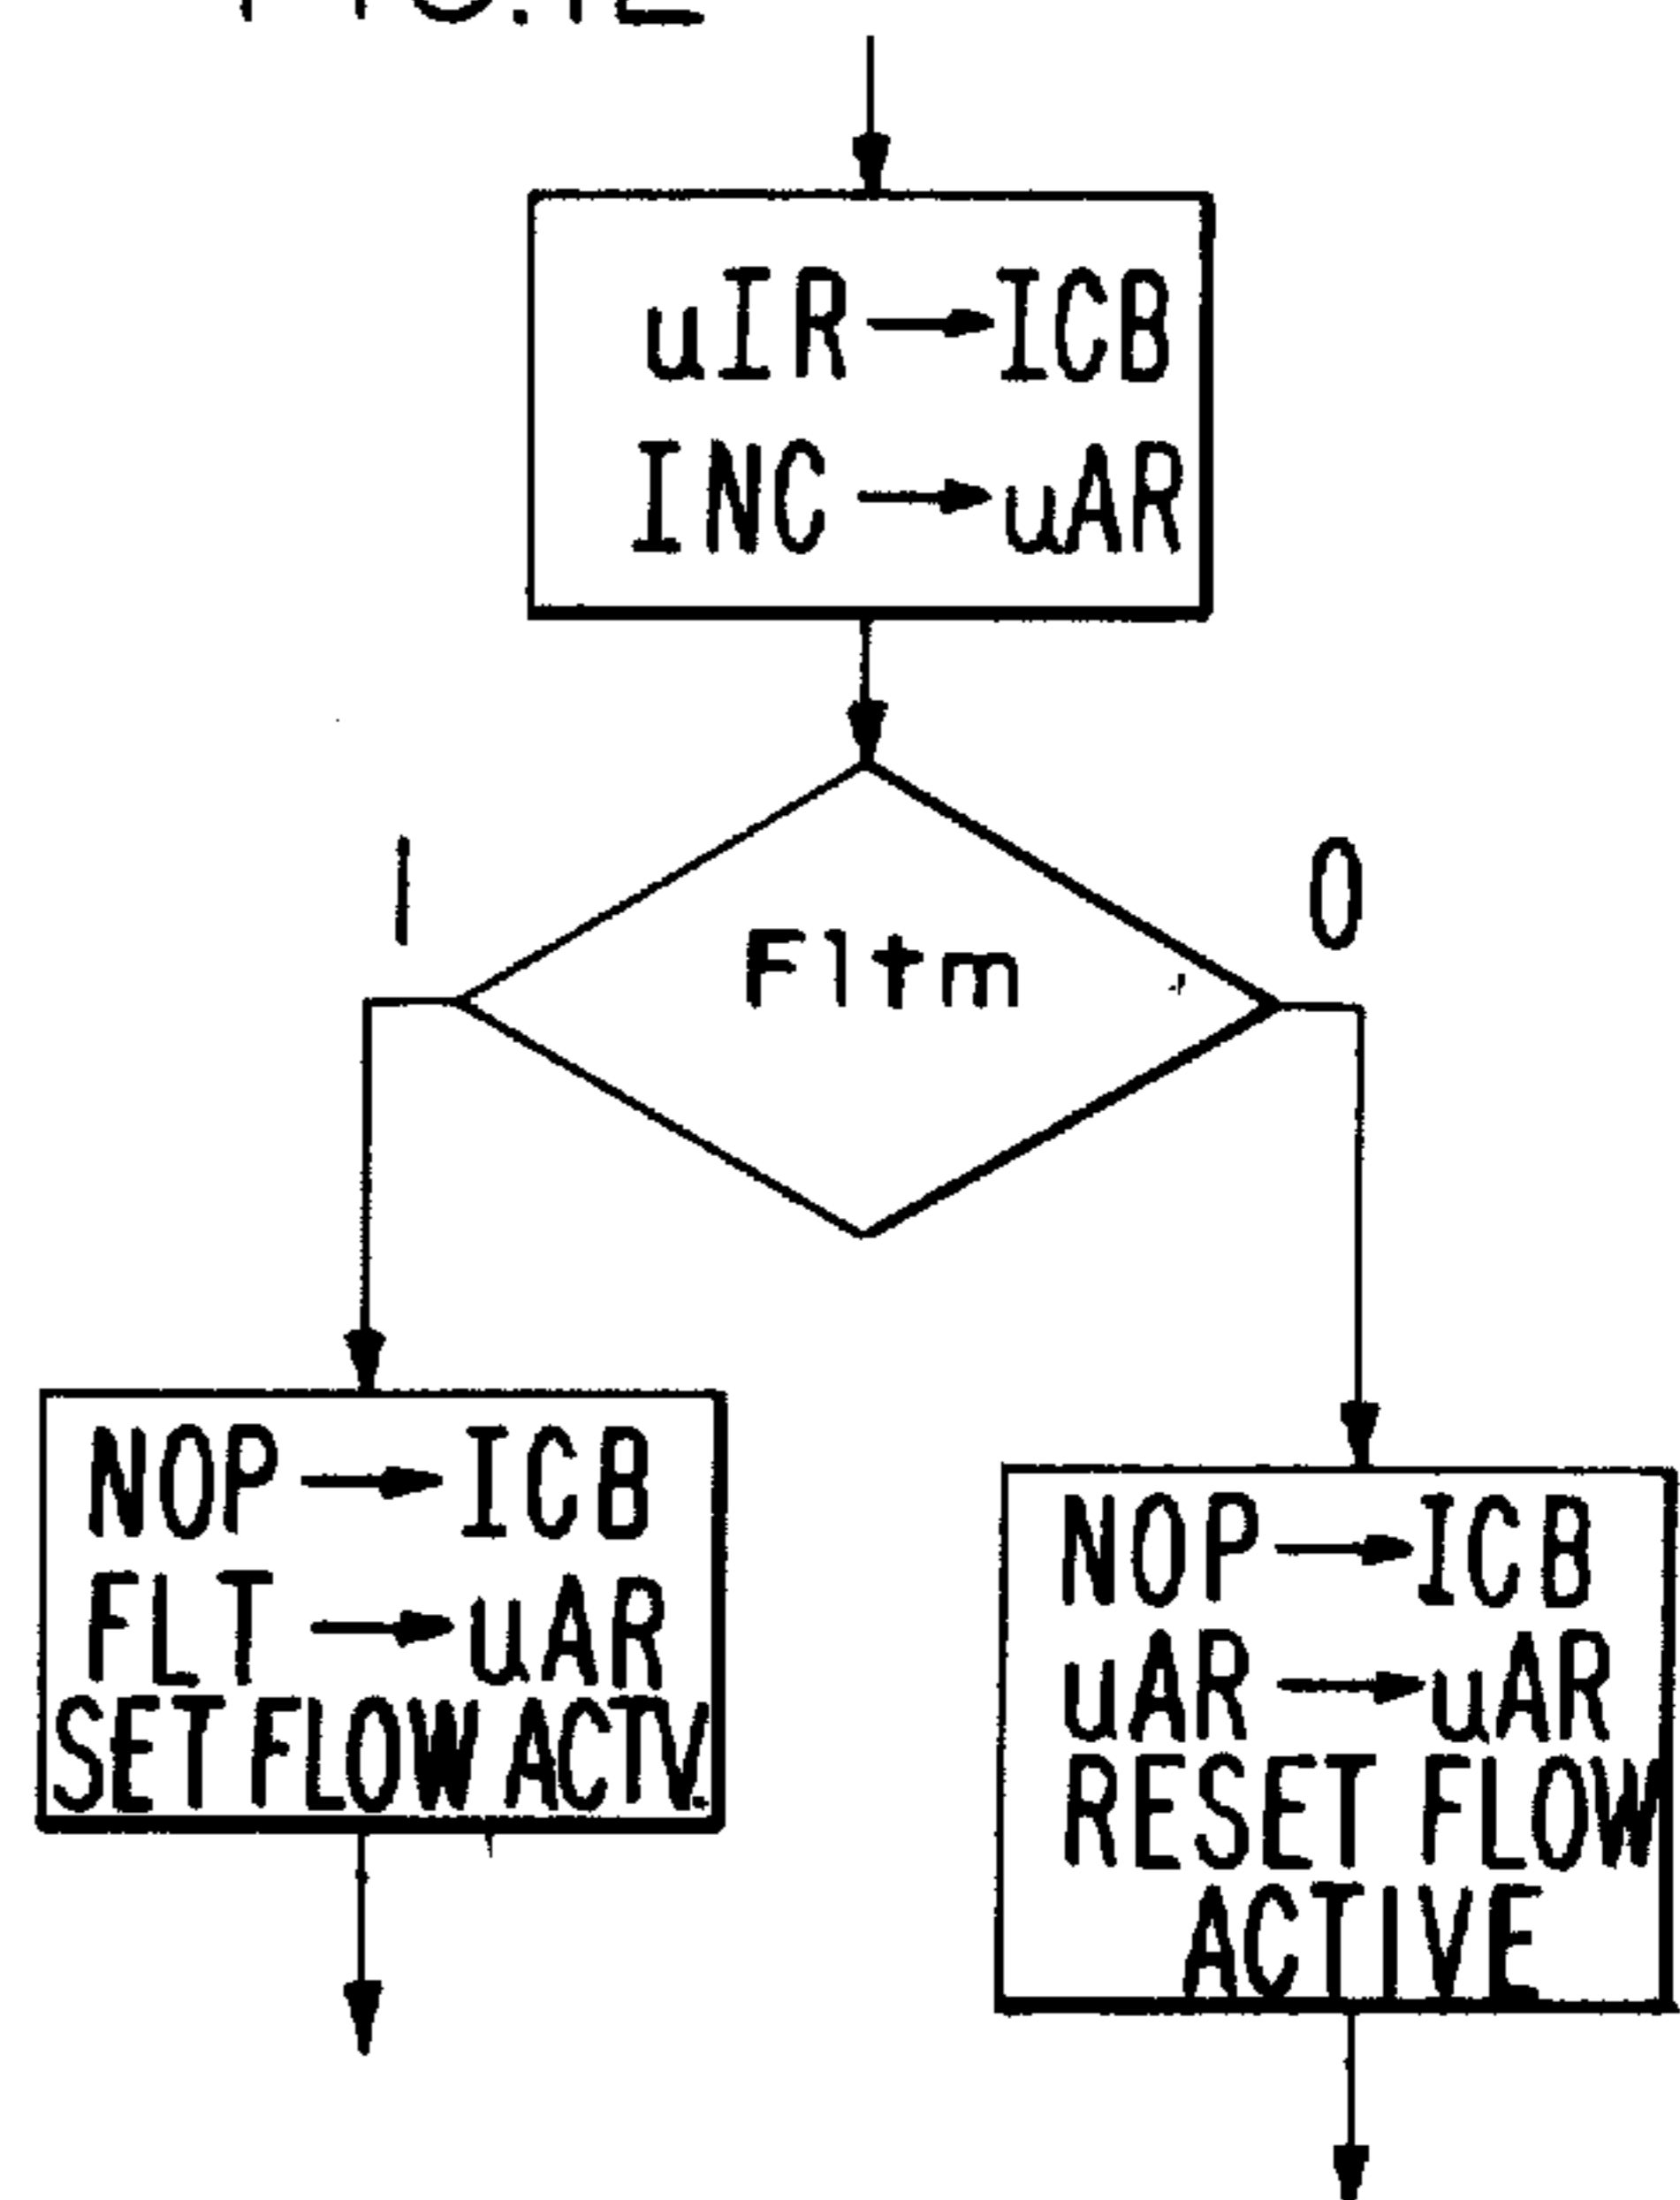 uIR→ICB
INC→uAR
Fltm
1
0
NOP→ICB
FLT→uAR
SET FLOW ACTV.
NOP→ICB
uAR→uAR
RESET FLOW
ACTIVE